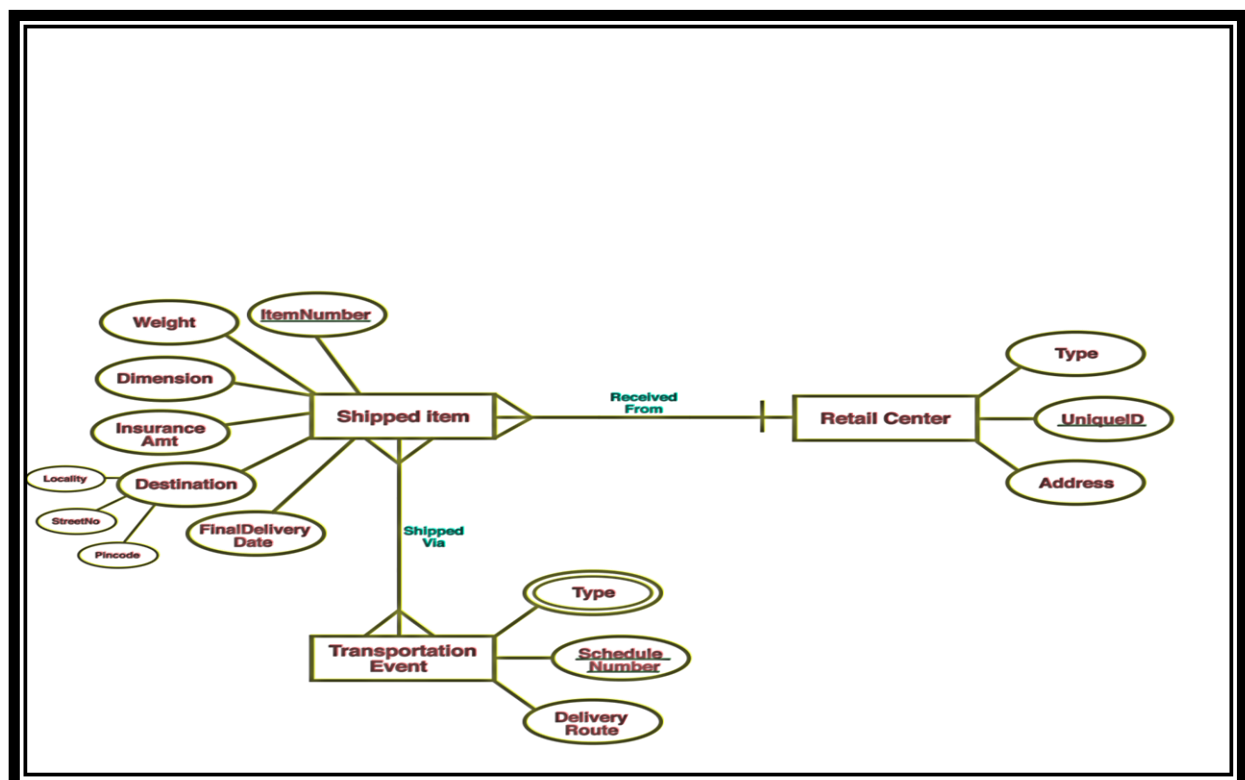 Weight
ItemNumber
Dimension
Insurance
Amt
Locality
Destination
StreetNo
Pincode
FinalDelivery
Date
Shipped item
Received
From
Retail Center
Type
UniqueID
Address
Shipped
Via
Transportation
Event
Type
Schedule
Number
Delivery
Route